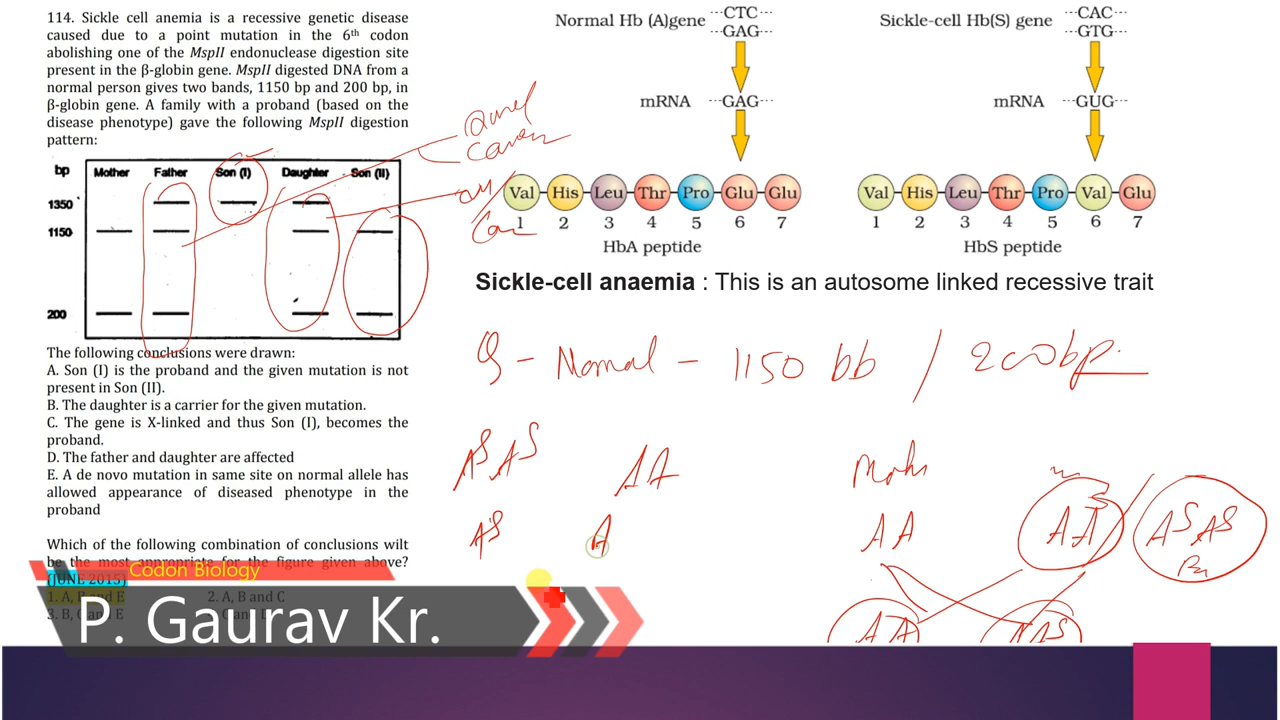 114. Sickle cell anemia is a recessive genetic disease
caused due to a point mutation in the 6th codon
abolishing one of the MspII endonuclease digestion site
present in the β-globin gene. MspII digested DNA from a
normal person gives two bands, 1150 bp and 200 bp, in
β-globin gene. A family with a proband (based on the
disease phenotype) gave the following MspII digestion
pattern:
bp Mother Father Son (I) Daughter Son (II)
1350
1150
200
The following conclusions were drawn:
A. Son (I) is the proband and the given mutation is not
present in Son (II).
B. The daughter is a carrier for the given mutation.
C. The gene is X-linked and thus Son (I), becomes the
proband.
D. The father and daughter are affected
E. A de novo mutation in same site on normal allele has
allowed appearance of diseased phenotype in the
proband
Which of the following combination of conclusions wilt
be the most appropriate for the figure given above?
(JUNE 2015)
1. A, B and E 2. A, B and C
Codon Biology
P. Gaurav Kr.
Normal Hb (A)gene
CTC
GAG
mRNA
GAG
Val His Leu Thr Pro Glu Glu
1 2 3 4 5 6 7
HbA peptide
Sickle-cell Hb(S) gene
CAC
GTG
mRNA
GUG
Val His Leu Thr Pro Val Glu
1 2 3 4 5 6 7
HbS peptide
Sickle-cell anaemia : This is an autosome linked recessive trait
Normal – 1150 bb / 200bp
AS AS AA
AS A
AA
AS AS
AA